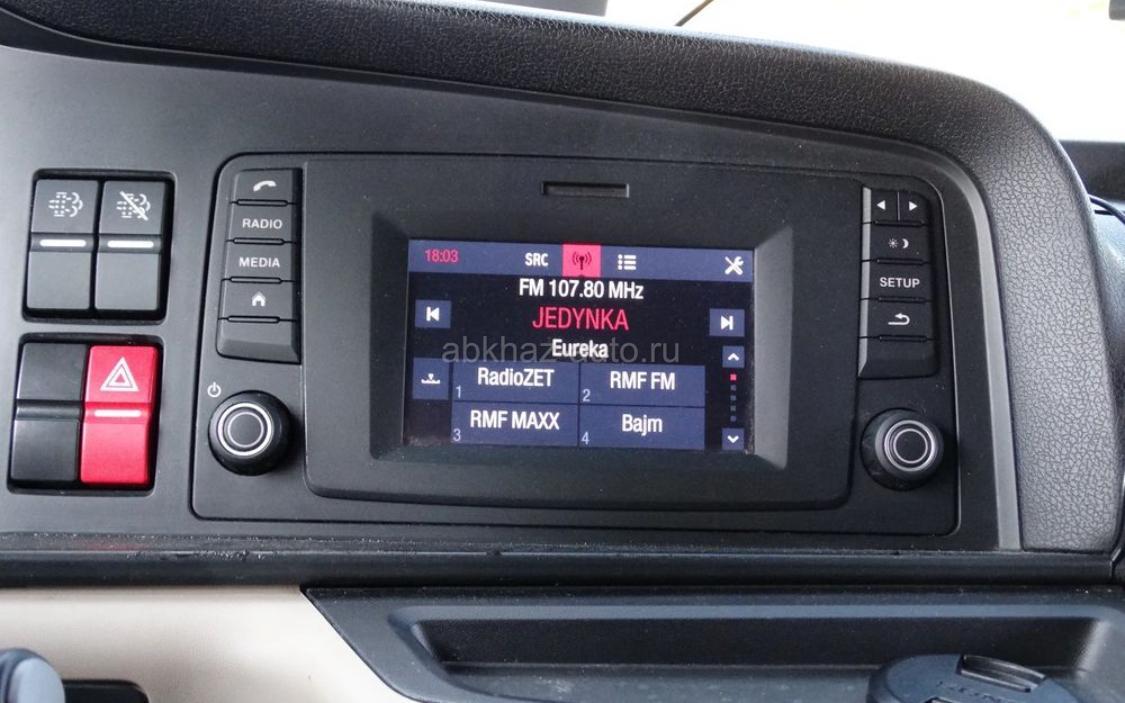 RADIO
MEDIA
SETUP
18:03
SRC
FM 107.80 MHz
JEDYNKA
Eureka
abkhaz-auto.ru
RadioZET
1
RMF FM
2
RMF MAXX
3
Bajm
4